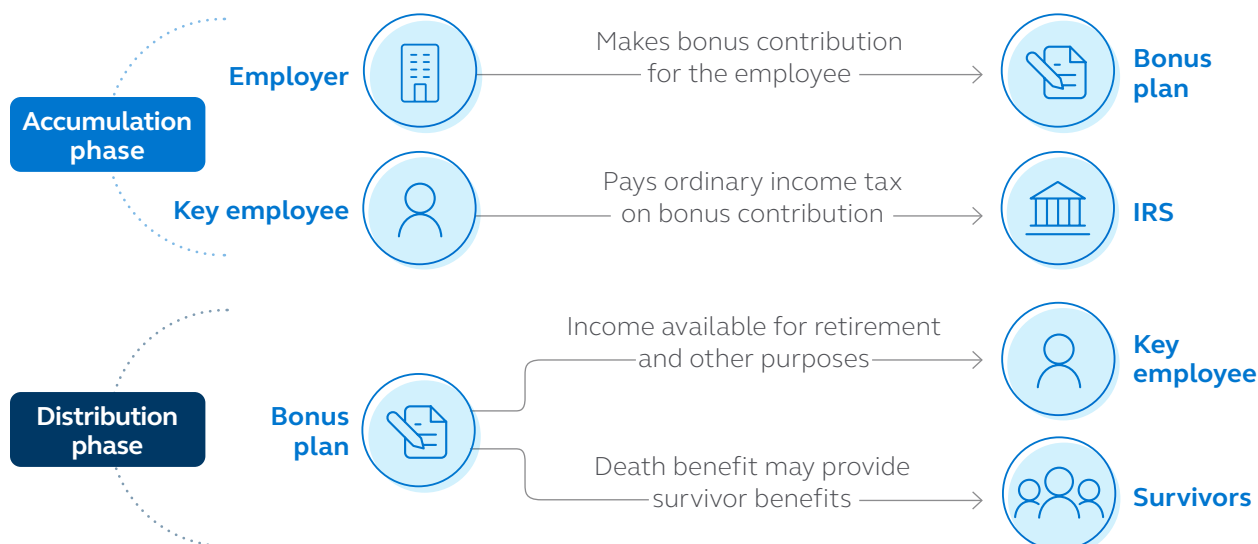 Accumulation
phase
Employer
Makes bonus contribution
for the employee
Bonus
plan
Key employee
Pays ordinary income tax
on bonus contribution
IRS
Distribution
phase
Bonus
plan
Income available for retirement
and other purposes
Key
employee
Death benefit may provide
survivor benefits
Survivors